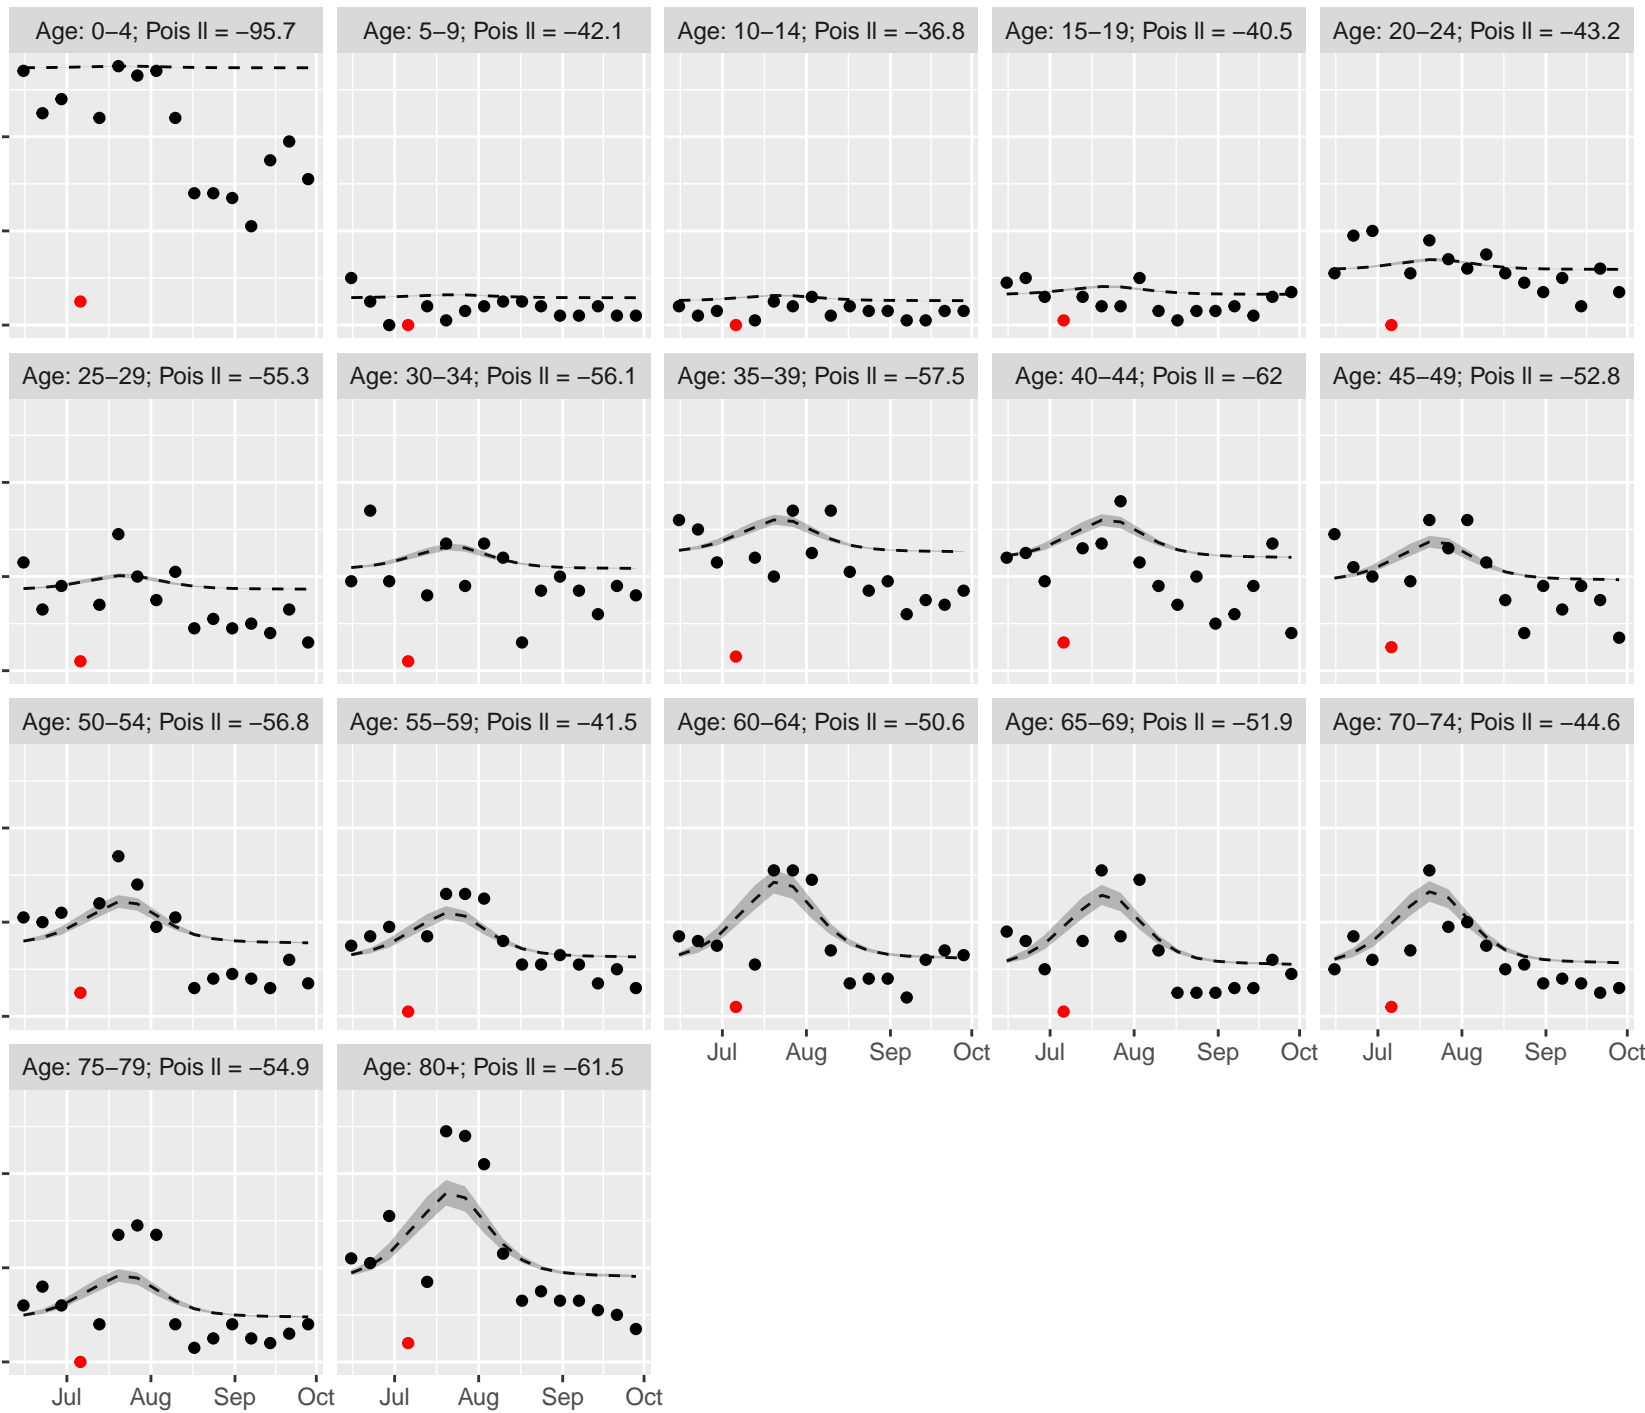 Age: 0−4; Pois ll = −95.7
Age: 5−9; Pois ll = −42.1
Age: 10−14; Pois ll = −36.8
Age: 15−19; Pois ll = −40.5
Age: 20−24; Pois ll = −43.2
Age: 25−29; Pois ll = −55.3
Age: 30−34; Pois ll = −56.1
Age: 35−39; Pois ll = −57.5
Age: 40−44; Pois ll = −62
Age: 45−49; Pois ll = −52.8
Age: 50−54; Pois ll = −56.8
Age: 55−59; Pois ll = −41.5
Age: 60−64; Pois ll = −50.6
Age: 65−69; Pois ll = −51.9
Age: 70−74; Pois ll = −44.6
Jul Aug Sep Oct
Jul Aug Sep Oct
Jul Aug Sep Oct
Age: 75−79; Pois ll = −54.9
Age: 80+; Pois ll = −61.5
Jul Aug Sep Oct
Jul Aug Sep Oct